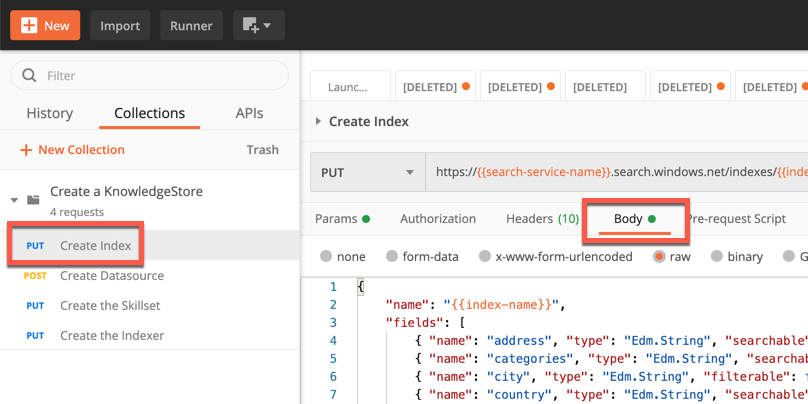 New Import Runner
Filter
History Collections APIs
+ New Collection Trash
Create a KnowledgeStore
4 requests
PUT Create Index
POST Create Datasource
PUT Create the Skillset
PUT Create the Indexer
Launc... [DELETED] [DELETED] [DELETED] [DELETED] [DELETED]
Create Index
PUT https://{{search-service-name}}.search.windows.net/indexes/{{inde
Params Authorization Headers (10) Body Pre-request Script
none form-data x-www-form-urlencoded raw binary G
1 {
2 "name": "{{index-name}}",
3 "fields": [
4 { "name": "address", "type": "Edm.String", "searchable"
5 { "name": "categories", "type": "Edm.String", "searchab
6 { "name": "city", "type": "Edm.String", "filterable": f
7 { "name": "country", "type": "Edm.String", "searchable"